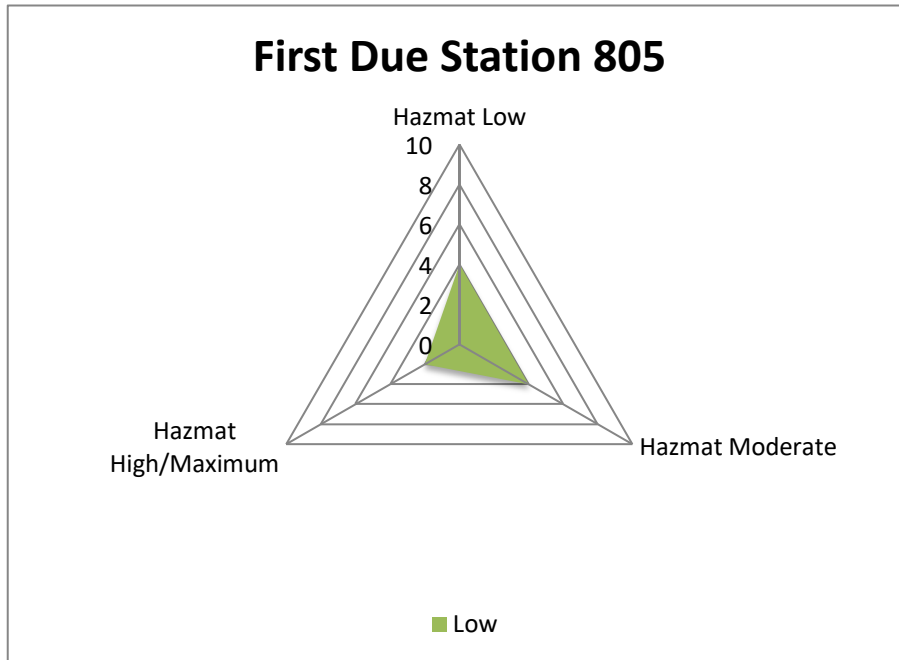 First Due Station 805
Hazmat Low
10
8
6
4
2
0
Hazmat
High/Maximum
Hazmat Moderate
Low